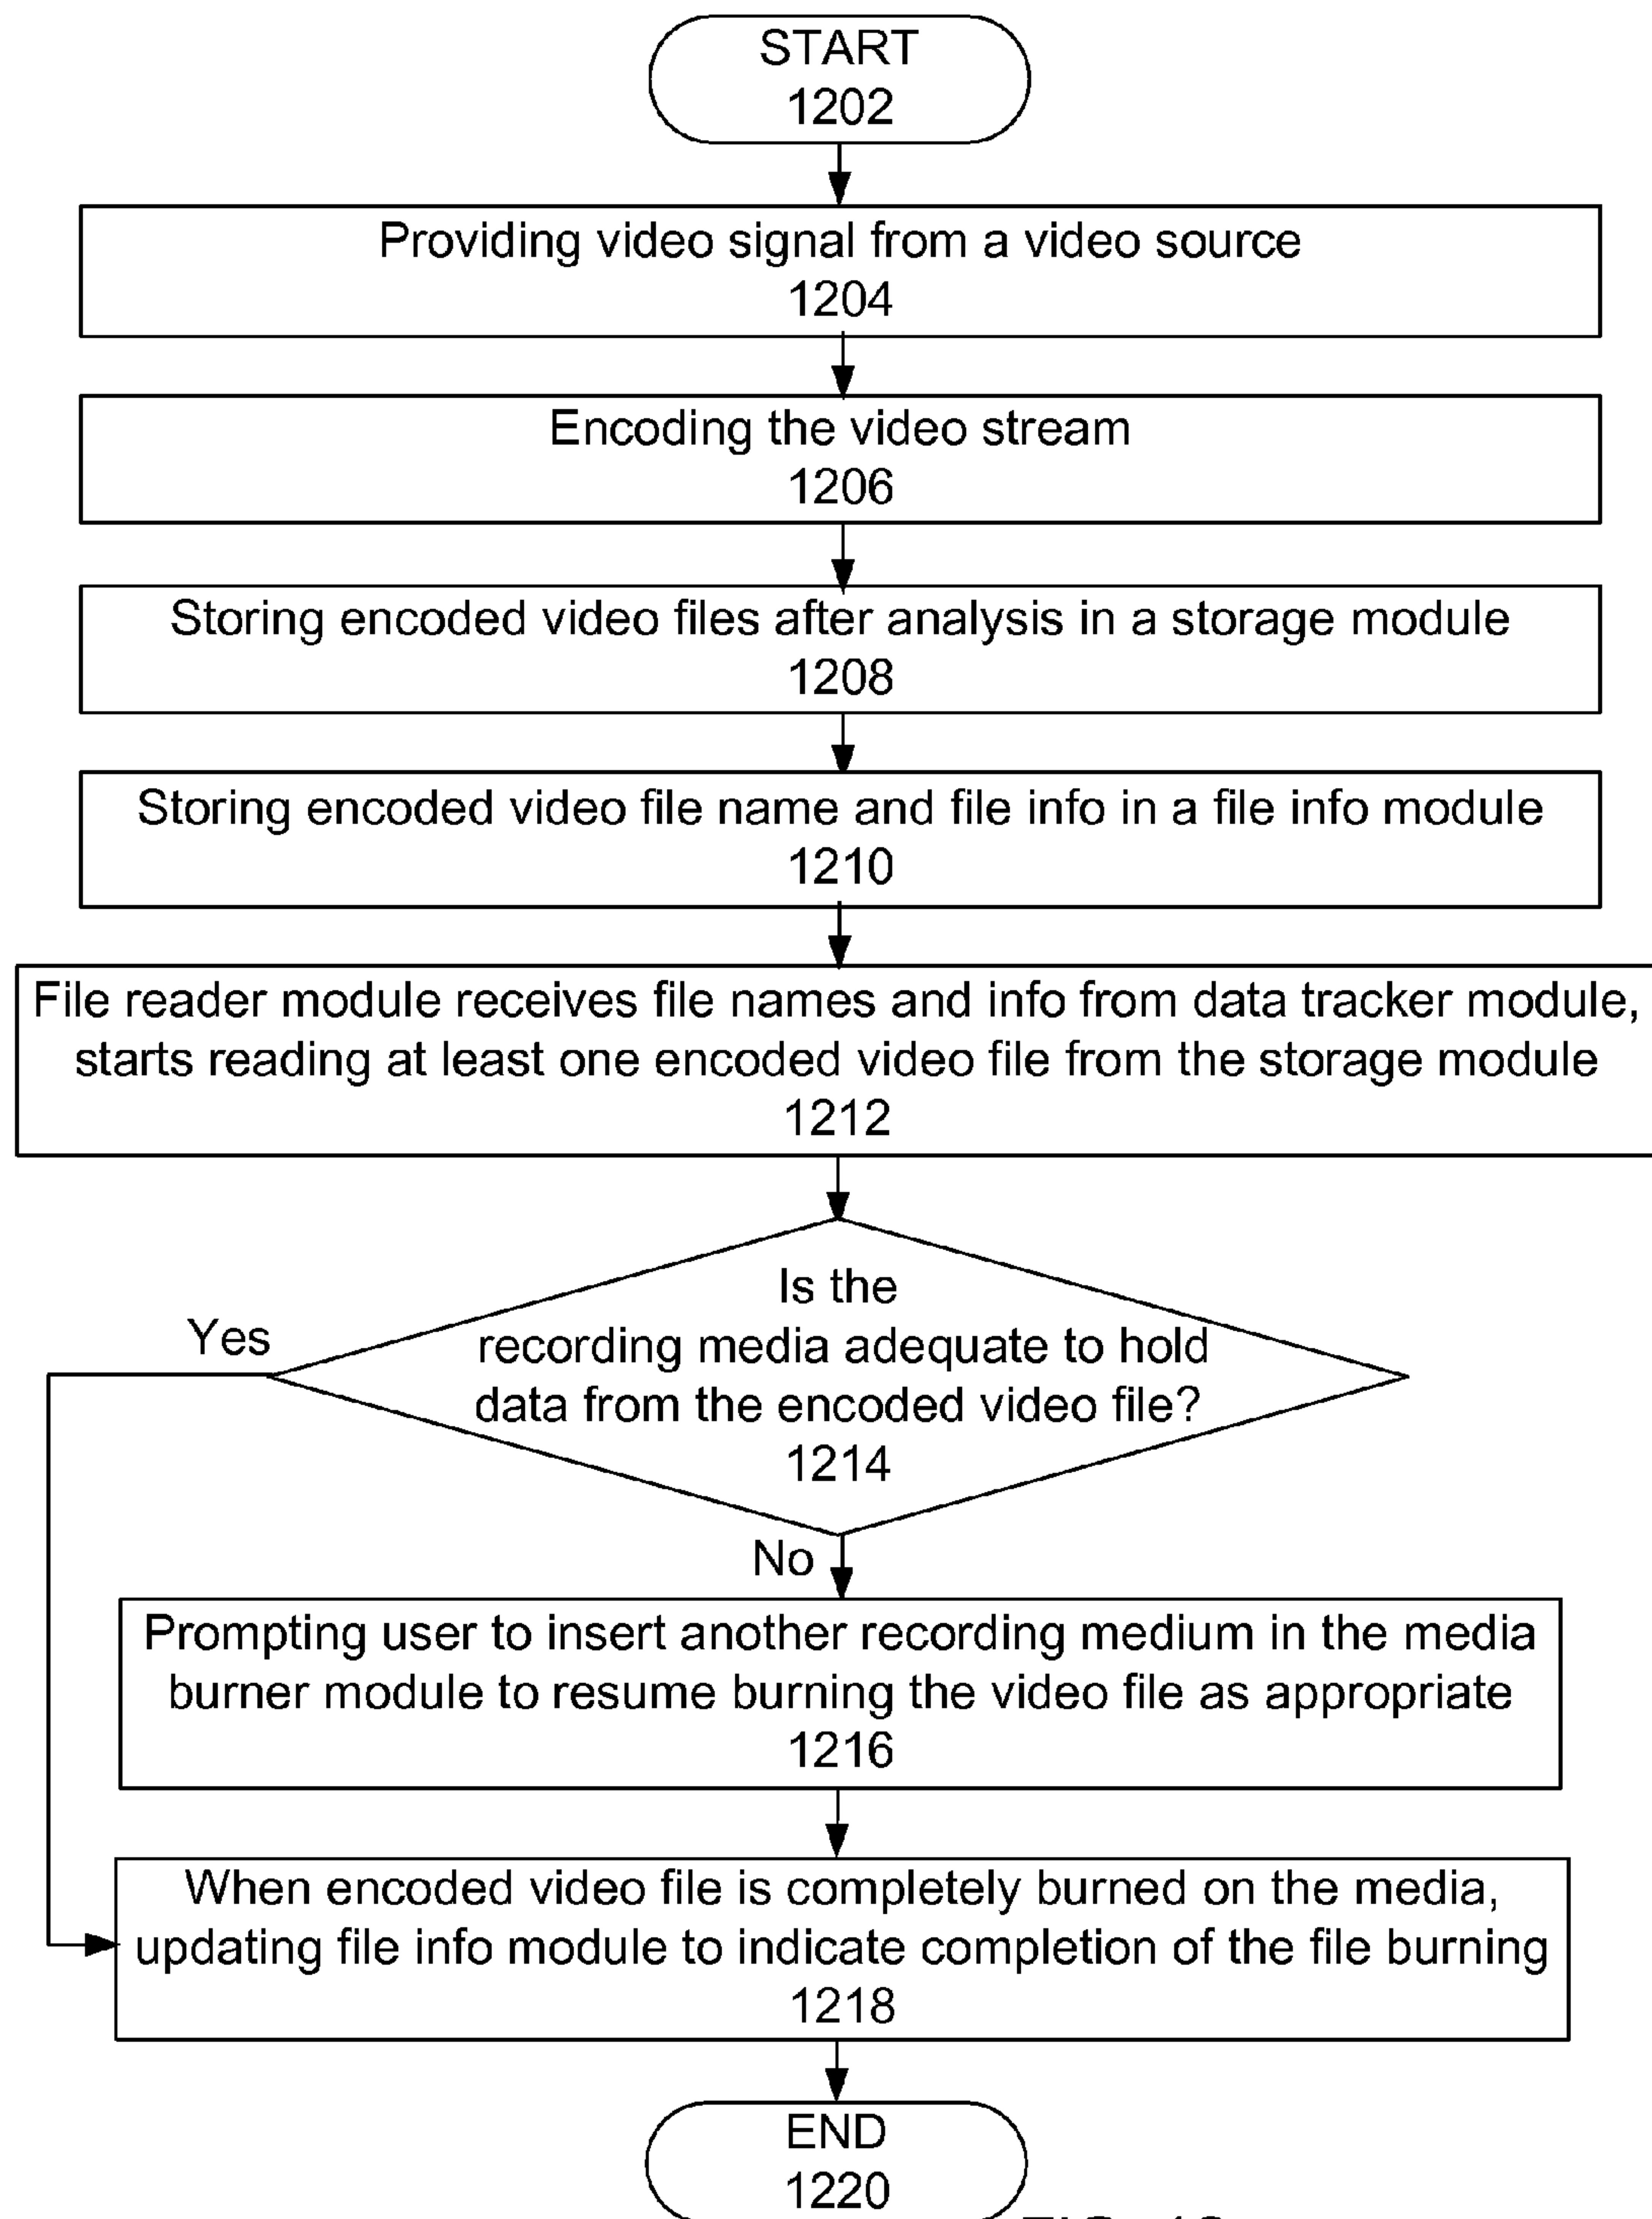 START
1202
Providing video signal from a video source
1204
Encoding the video stream
1206
Storing encoded video files after analysis in a storage module
1208
Storing encoded video file name and file info in a file info module
1210
File reader module receives file names and info from data tracker module,
starts reading at least one encoded video file from the storage module
1212
Is the
recording media adequate to hold
data from the encoded video file?
1214
Yes
No
Prompting user to insert another recording medium in the media
burner module to resume burning the video file as appropriate
1216
When encoded video file is completely burned on the media,
updating file info module to indicate completion of the file burning
1218
END
1220